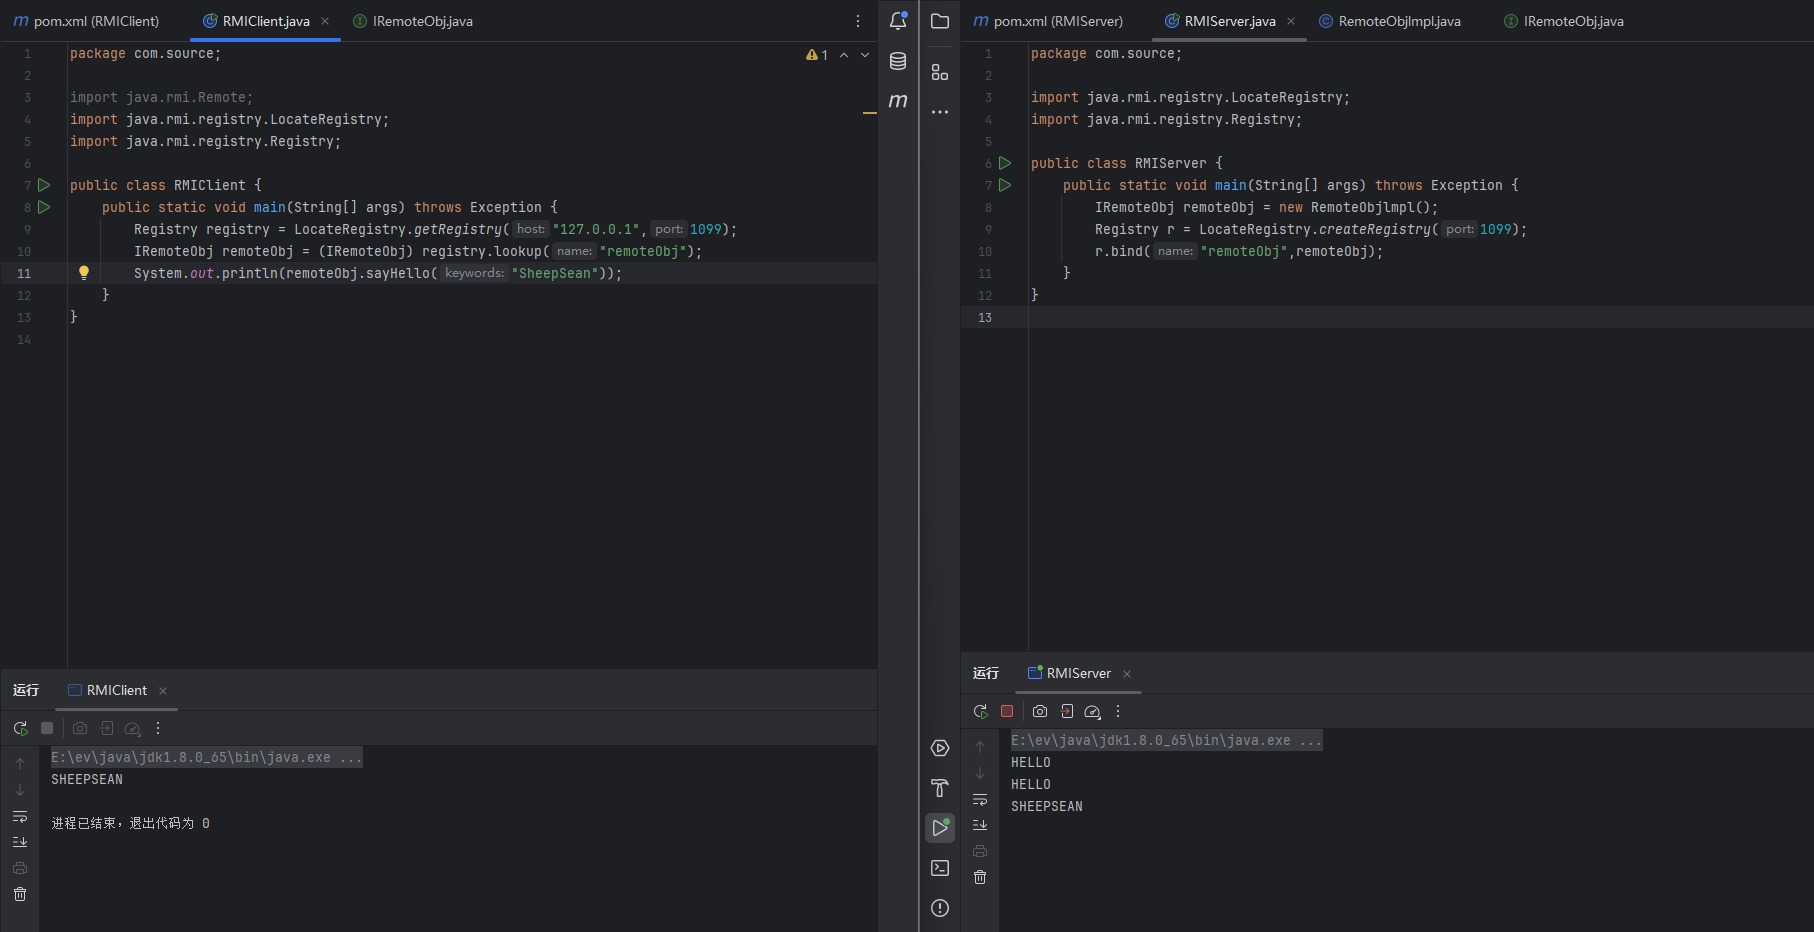 pom.xml (RMIClient)
RMIClient.java
IRemoteObj.java
1 package com.source;
1
2
3 import java.rmi.Remote;
4 import java.rmi.registry.LocateRegistry;
5 import java.rmi.registry.Registry;
6
7 public class RMIClient {
8 public static void main(String[] args) throws Exception {
9 Registry registry = LocateRegistry.getRegistry( host: "127.0.0.1", port: 1099);
10 IRemoteObj remoteObj = (IRemoteObj) registry.lookup( name: "remoteObj");
11 System.out.println(remoteObj.sayHello( keywords: "SheepSean"));
12 }
13 }
14
运行
RMIClient
E:\ev\java\jdk1.8.0_65\bin\java.exe ...
SHEEPSEAN
进程已结束，退出代码为 0
m
pom.xml (RMIServer)
RMIServer.java
RemoteObjlmpl.java
IRemoteObj.java
1 package com.source;
2
3 import java.rmi.registry.LocateRegistry;
4 import java.rmi.registry.Registry;
5
6 public class RMIServer {
7 public static void main(String[] args) throws Exception {
8 IRemoteObj remoteObj = new RemoteObjlmpl();
9 Registry r = LocateRegistry.createRegistry( port: 1099);
10 r.bind( name: "remoteObj",remoteObj);
11 }
12 }
13
运行
RMIServer
E:\ev\java\jdk1.8.0_65\bin\java.exe ...
HELLO
HELLO
SHEEPSEAN